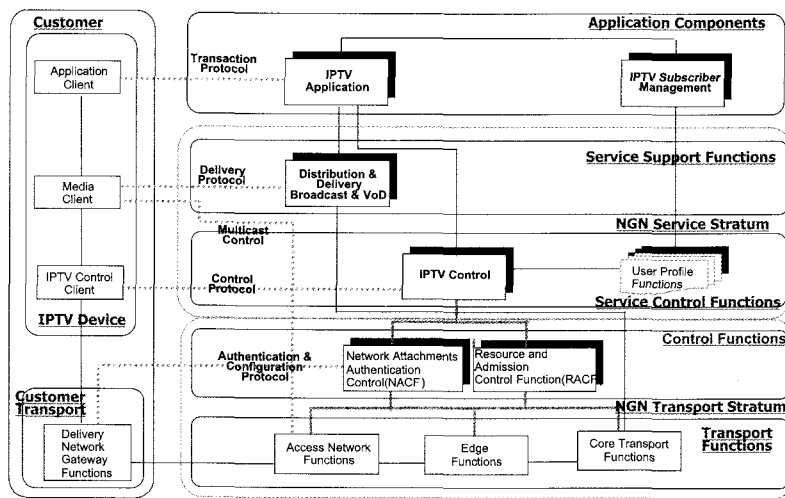 Customer
Application Components
Transaction
Protocol
Application
Client
IPTV
Application
IPTV Subscriber
Management
Service Support Functions
Delivery
Protocol
Distribution &
Delivery
Broadcast & VoD
Media
Client
NGN Service Stratum
Multicast
Control
IPTV Control
Client
Control
Protocol
IPTV Control
User Profile
Functions
Service Control Functions
IPTV Device
Control Functions
Authentication &
Configuration
Protocol
Network Attachments
Authentication
Control(NACF)
Resource and
Admission
Control Function(RACF
Customer
Transport
NGN Transport Stratum
Transport
Functions
Delivery
Network
Gateway
Functions
Access Network
Functions
Edge
Functions
Core Transport
Functions